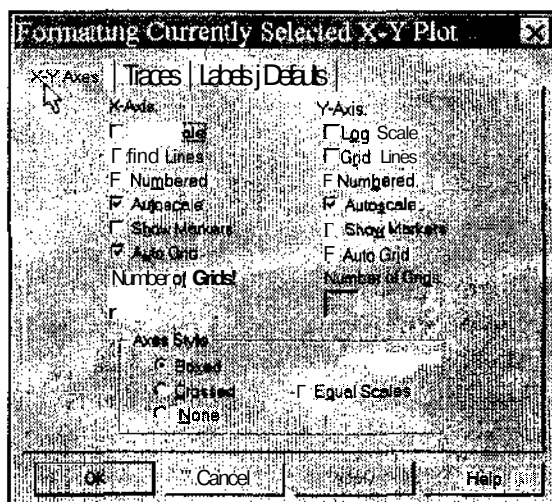 Formatting Currently Selected X-Y Plot
X-Y Axes Traces Labels Defaults
X-Axis: Y-Axis:
Log Scale
find Lines Grid Lines
Numbered Numbered
Autoscale Autoscale
Show Markers Show Markers
Auto Grid Auto Grid
Number of Grids! Number of Grids
Axes Style
Boxed
Crossed Equal Scales
None
OK Cancel Help